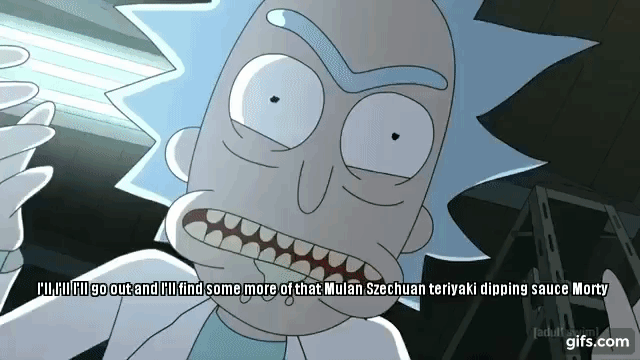 I'll I'll I'll go out and I'll find some more of that Mulan Szechuan teriyaki dipping sauce Morty
[adult swim]
gifs.com